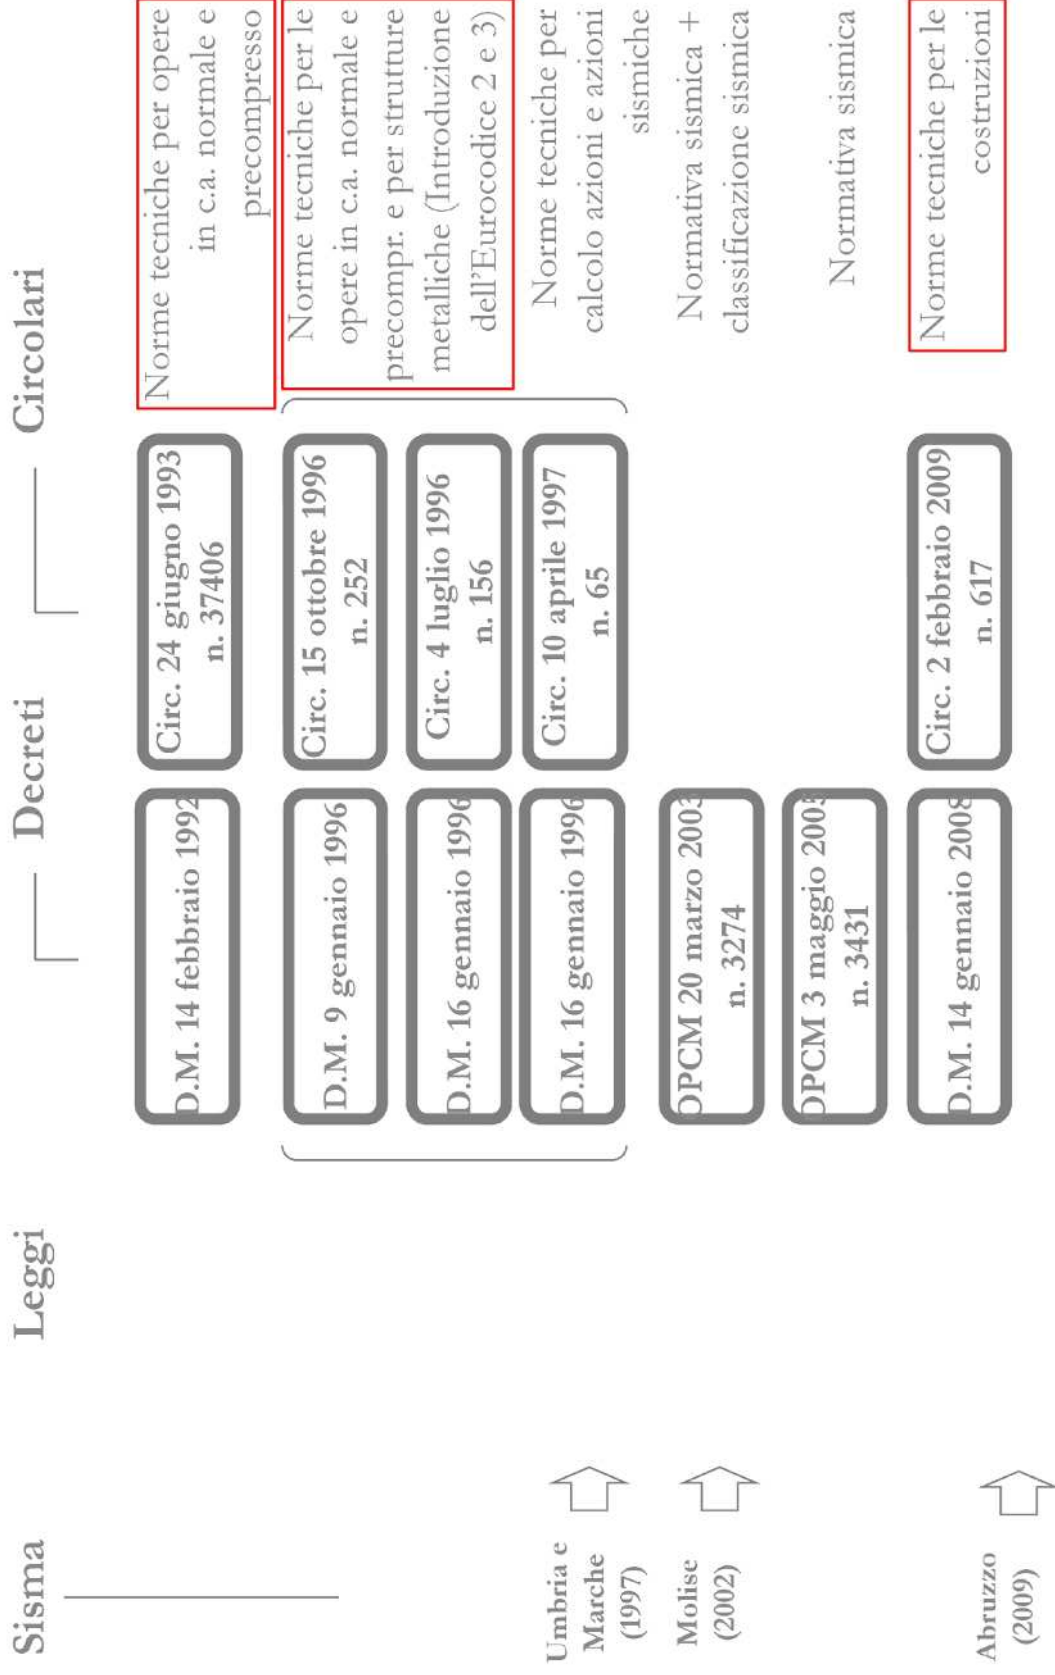 Sisma
Leggi
Decreti
Circolari
D.M. 14 febbraio 1992
Circ. 24 giugno 1993
n. 37406
Norme tecniche per opere
in c.a. normale e
precompresso
D.M. 9 gennaio 1996
Circ. 15 ottobre 1996
n. 252
Norme tecniche per le
opere in c.a. normale e
precompr. e per strutture
metalliche (Introduzione
dell'Eurocodice 2 e 3)
D.M. 16 gennaio 1996
Circ. 4 luglio 1996
n. 156
Umbria e
Marche
(1997)
D.M. 16 gennaio 1996
Circ. 10 aprile 1997
n. 65
Norme tecniche per
calcolo azioni e azioni
sismiche
Molise
(2002)
OPCM 20 marzo 2003
n. 3274
Normativa sismica +
classificazione sismica
OPCM 3 maggio 2005
n. 3431
Normativa sismica
Abruzzo
(2009)
D.M. 14 gennaio 2008
Circ. 2 febbraio 2009
n. 617
Norme tecniche per le
costruzioni